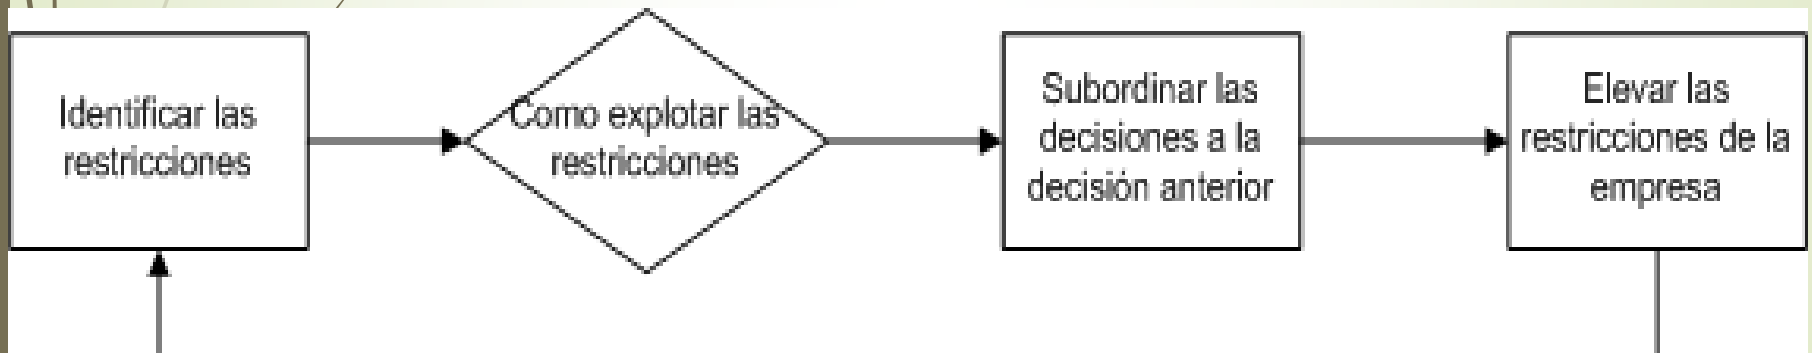 Identificar las
restricciones
Como explotar las
restricciones
Subordinar las
decisiones a la
decisión anterior
Elevar las
restricciones de la
empresa